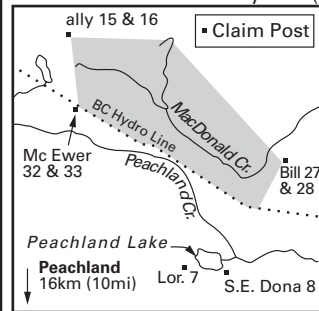 ally 15 & 16
Claim Post
BC Hydro Line
MacDonald Cr.
Mc Ewer
32 & 33
Peachland Cr.
Bill 27
& 28
Peachland Lake
Peachland
16km (10mi)
Lor. 7
S.E. Dona 8